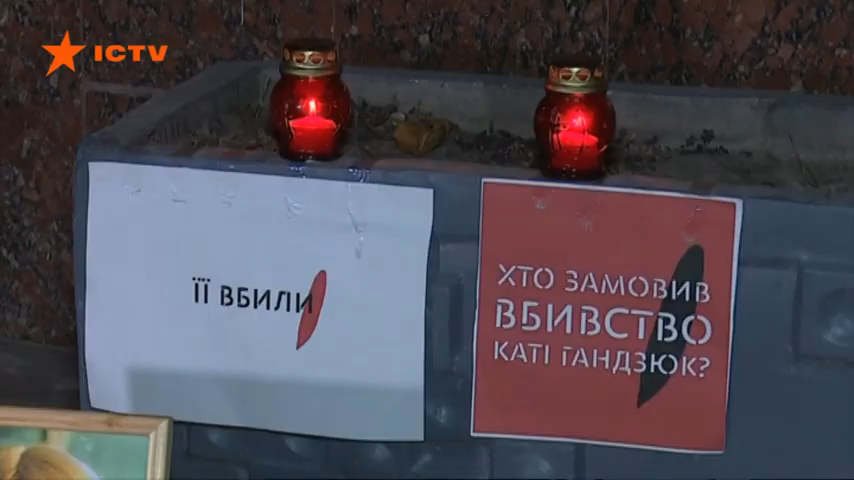 ICTV
ЇЇ ВБИЛИ
ХТО ЗАМОВИВ
ВБИВСТВО
КАТІ ГАНДЗЮК?